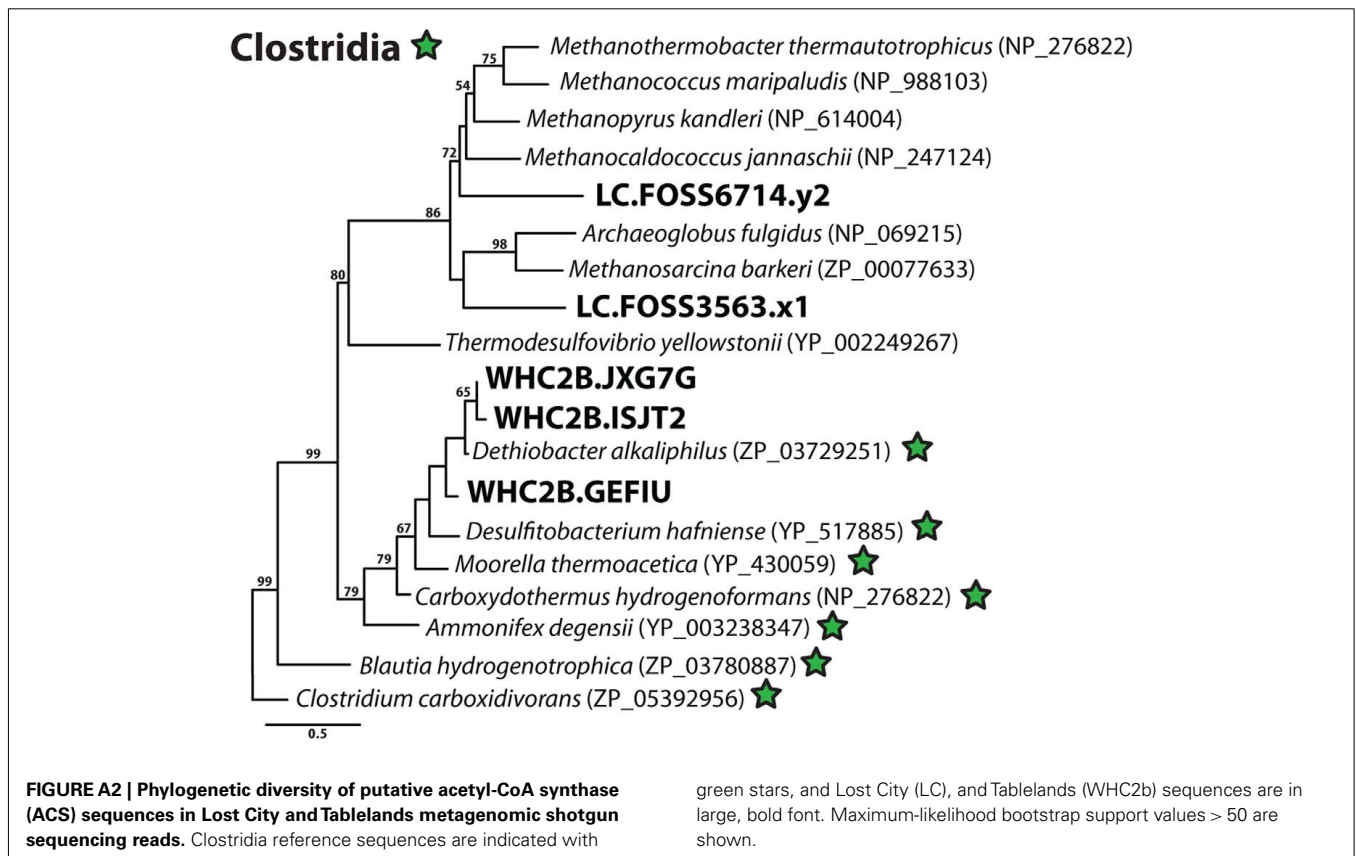 Clostridia
75
Methanothermobacter thermautotrophicus (NP_276822)
Methanococcus maripaludis (NP_988103)
54
Methanopyrus kandleri (NP_614004)
72
Methanocaldococcus jannaschii (NP_247124)
LC.FOSS6714.y2
86
Archaeoglobus fulgidus (NP_069215)
98
Methanosarcina barkeri (ZP_00077633)
80
LC.FOSS3563.x1
Thermodesulfovibrio yellowstonii (YP_002249267)
WHC2B.JXG7G
65
WHC2B.ISJT2
Dethiobacter alkaliphilus (ZP_03729251)
99
WHC2B.GEFIU
67
Desulfitobacterium hafniense (YP_517885)
79
Moorella thermoacetica (YP_430059)
99
79
Carboxydothermus hydrogenoformans (NP_276822)
Ammonifex degensii (YP_003238347)
Blautia hydrogenotrophica (ZP_03780887)
Clostridium carboxidivorans (ZP_05392956)
0.5
FIGURE A2 | Phylogenetic diversity of putative acetyl-CoA synthase
(ACS) sequences in Lost City and Tablelands metagenomic shotgun
sequencing reads. Clostridia reference sequences are indicated with
green stars, and Lost City (LC), and Tablelands (WHC2b) sequences are in
large, bold font. Maximum-likelihood bootstrap support values > 50 are
shown.